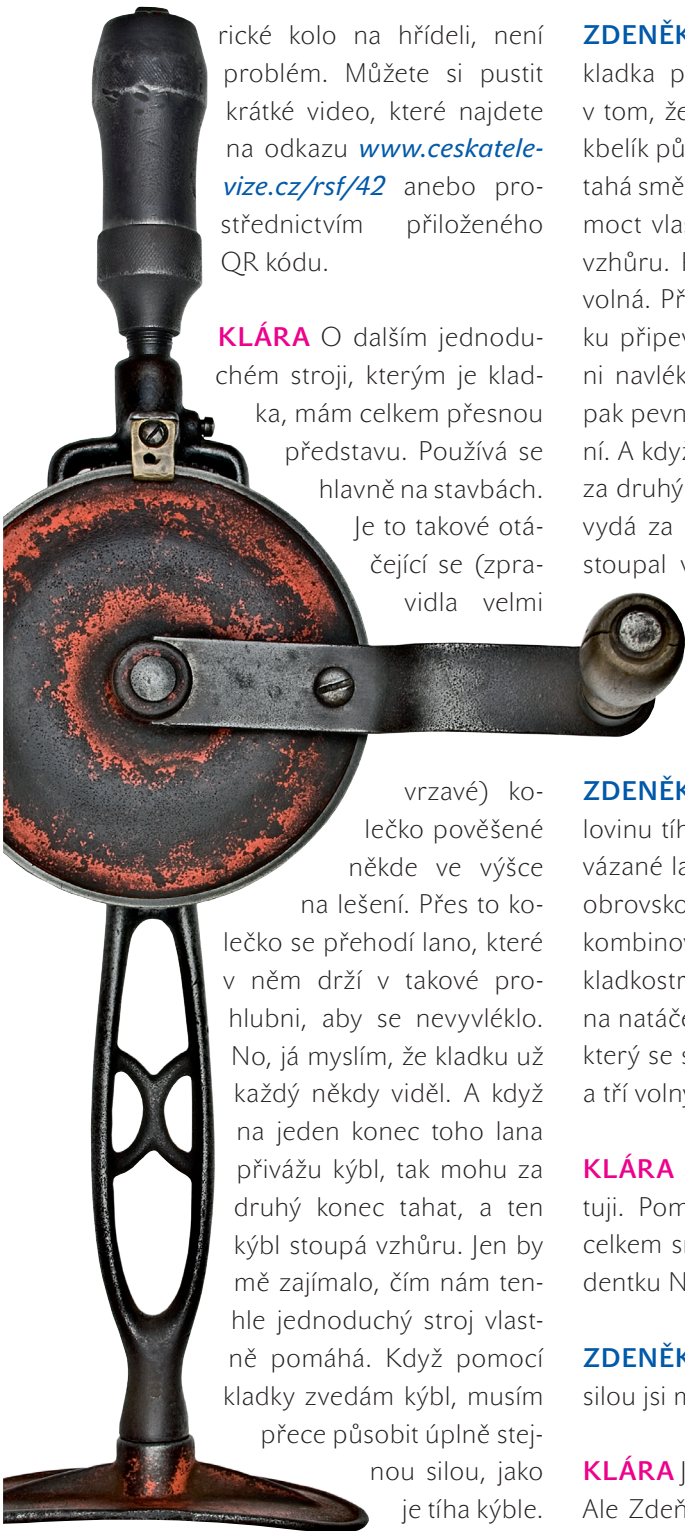 rické kolo na hřídeli, není
problém. Můžete si pustit
krátké video, které najdete
na odkazu www.ceskatele-
vize.cz/rsf/42 anebo pro-
střednictvím přiloženého
QR kódu.
KLÁRA O dalším jednodu-
chém stroji, kterým je klad-
ka, mám celkem přesnou
představu. Používá se
hlavně na stavbách.
Je to takové otá-
čející se (zpra-
vidla velmi
vrzavé) ko-
lečko pověšené
někde ve výšce
na lešení. Přes to ko-
lečko se přehodí lano, které
v něm drží v takové pro-
hlubni, aby se nevyvléklo.
No, já myslím, že kladku už
každý někdy viděl. A když
na jeden konec toho lana
přivážu kýbl, tak mohu za
druhý konec tahat, a ten
kýbl stoupá vzhůru. Jen by
mě zajímalo, čím nám ten-
hle jednoduchý stroj vlast-
ně pomáhá. Když pomocí
kladky zvedám kýbl, musím
přece působit úplně stej-
nou silou, jako
je tíha kýble.
ZDENĚK
kladka p
v tom, že
kbelík pů
tahá smě
moct vlas
vzhůru.
volná. Př
ku připev
ni navlék
pak pevn
ní. A když
za druhý
vydá za
stoupal v
ZDENĚK
lovinu tíh
vázané la
obrovsko
kombinov
kladkostr
na natáče
který se s
a tří voln
KLÁRA
tuji. Pom
celkem sr
dentku N
ZDENĚK
silou jsi n
KLÁRA J
Ale Zdeň